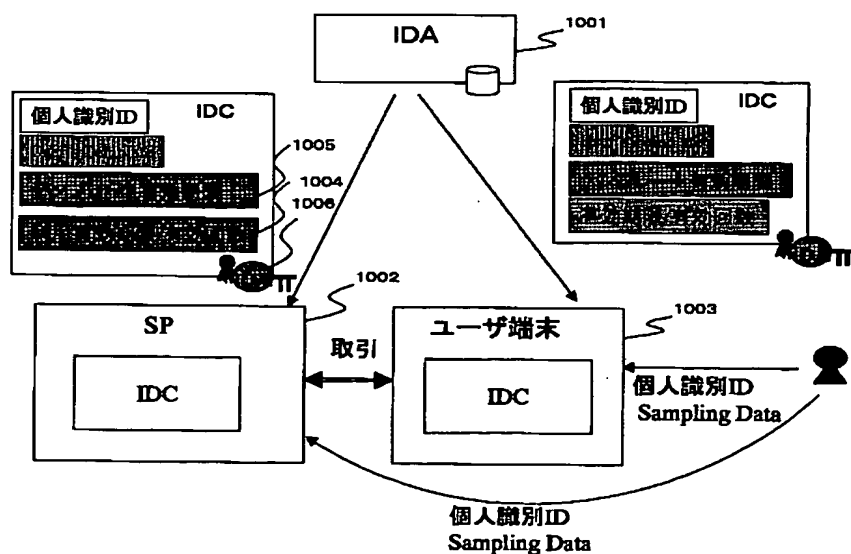 IDA
1001
個人識別ID
IDC
1005
1004
1006
個人識別ID
IDC
1002
SP
IDC
取引
1003
ユーザ端末
IDC
個人識別ID
Sampling Data
個人識別ID
Sampling Data